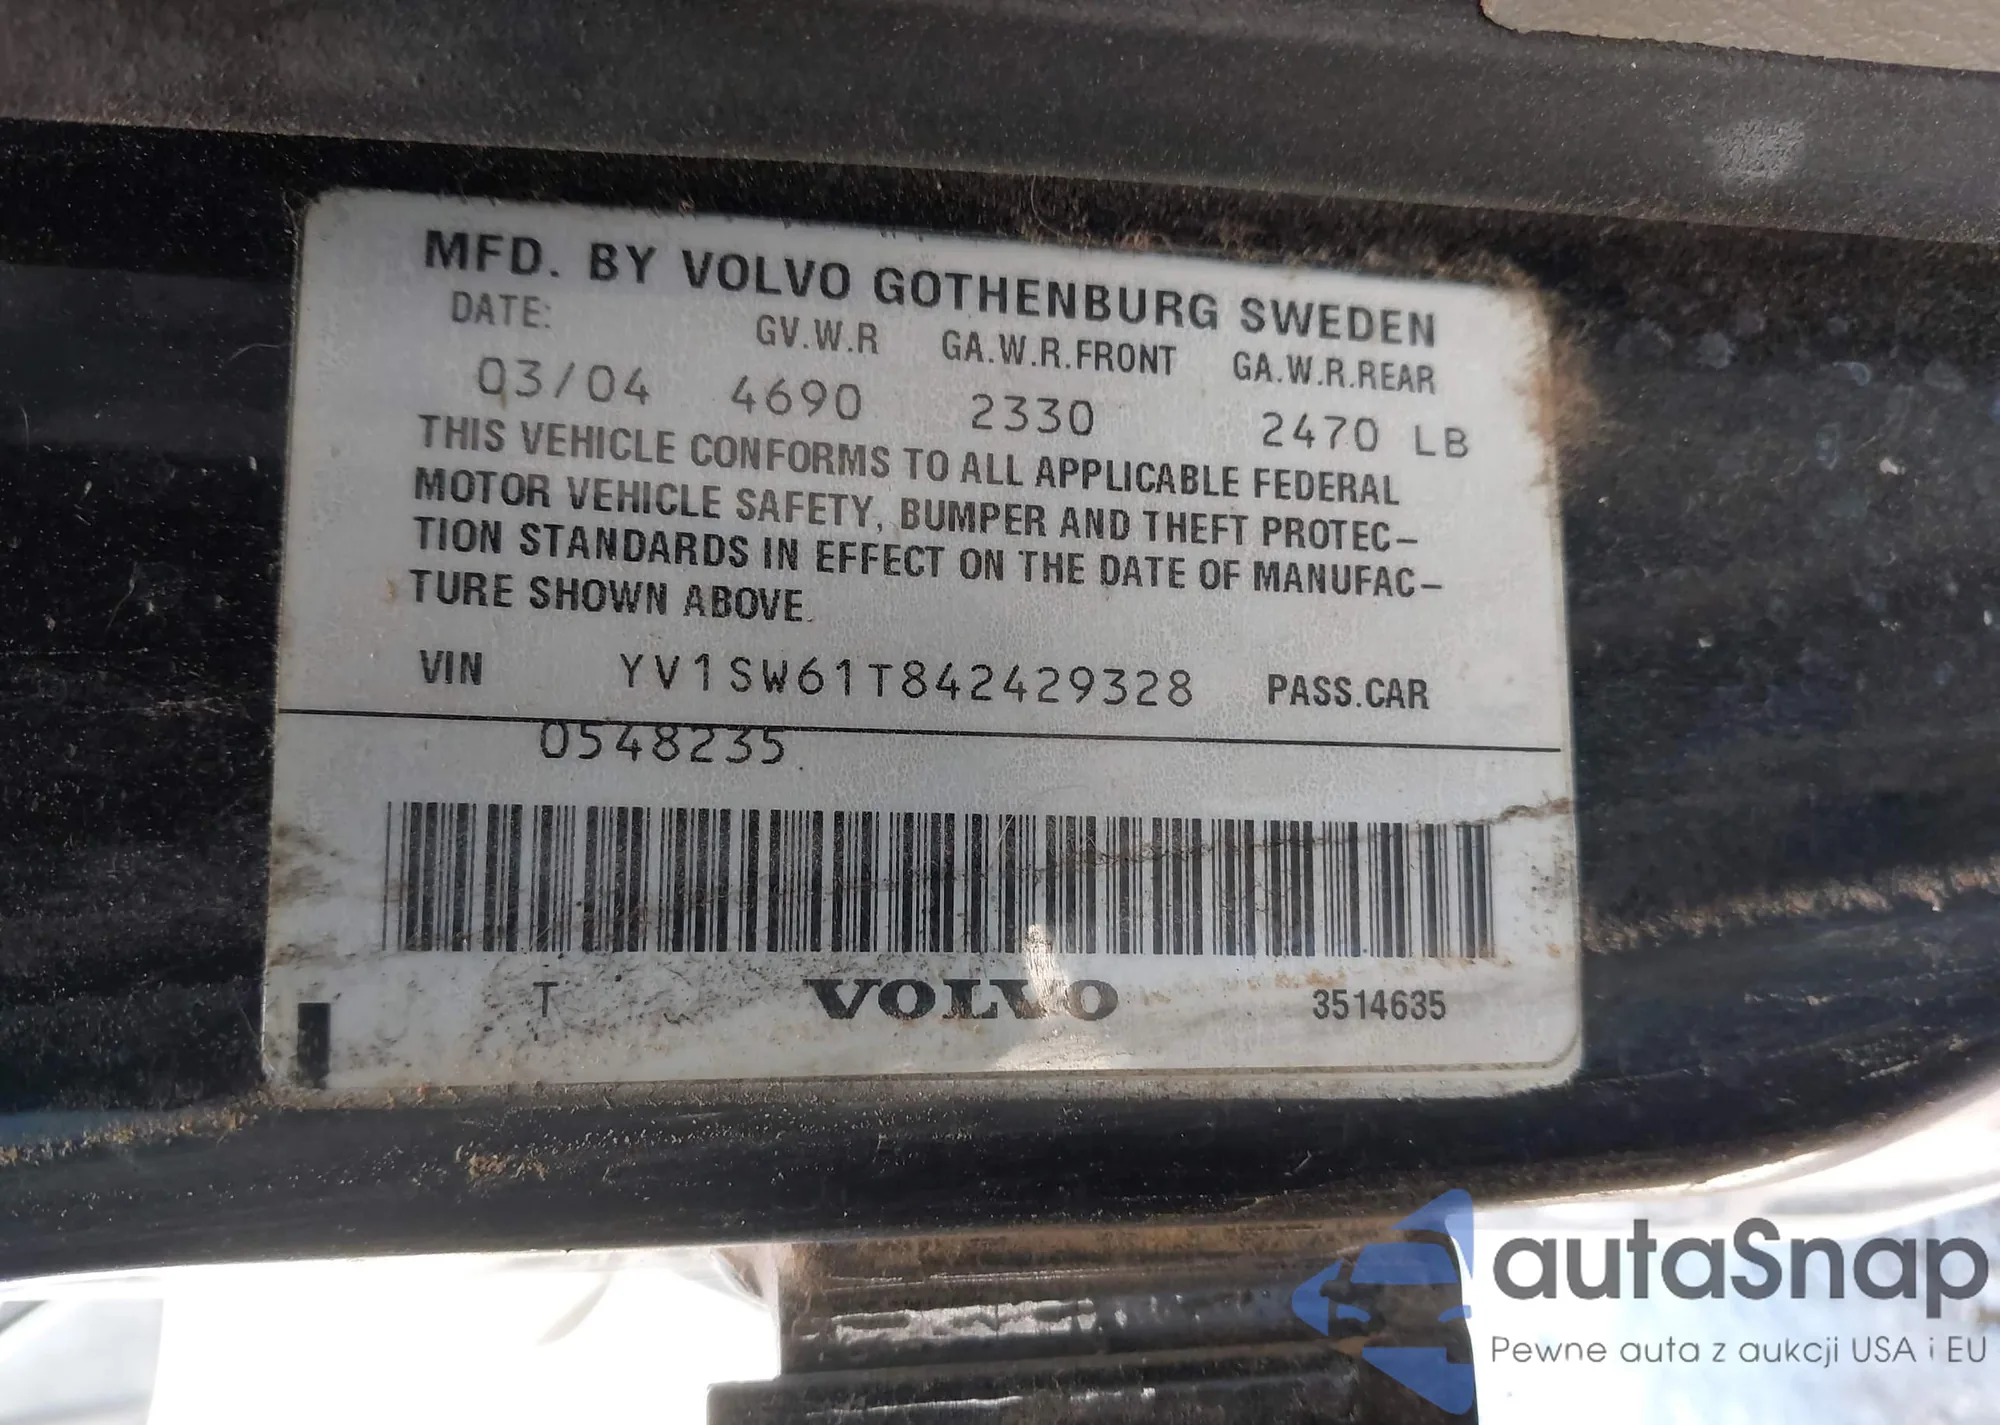 MFD. BY VOLVO GOTHENBURG SWEDEN
DATE: GV.W.R GA.W.R.FRONT GA.W.R.REAR
03/04 4690 2330 2470 LB
THIS VEHICLE CONFORMS TO ALL APPLICABLE FEDERAL
MOTOR VEHICLE SAFETY, BUMPER AND THEFT PROTEC-
TION STANDARDS IN EFFECT ON THE DATE OF MANUFAC-
TURE SHOWN ABOVE.
VIN YV1SW61T842429328 PASS.CAR
0548235
T VOLVO 3514635
autaSnap
Pewne auta z aukcji USA i EU